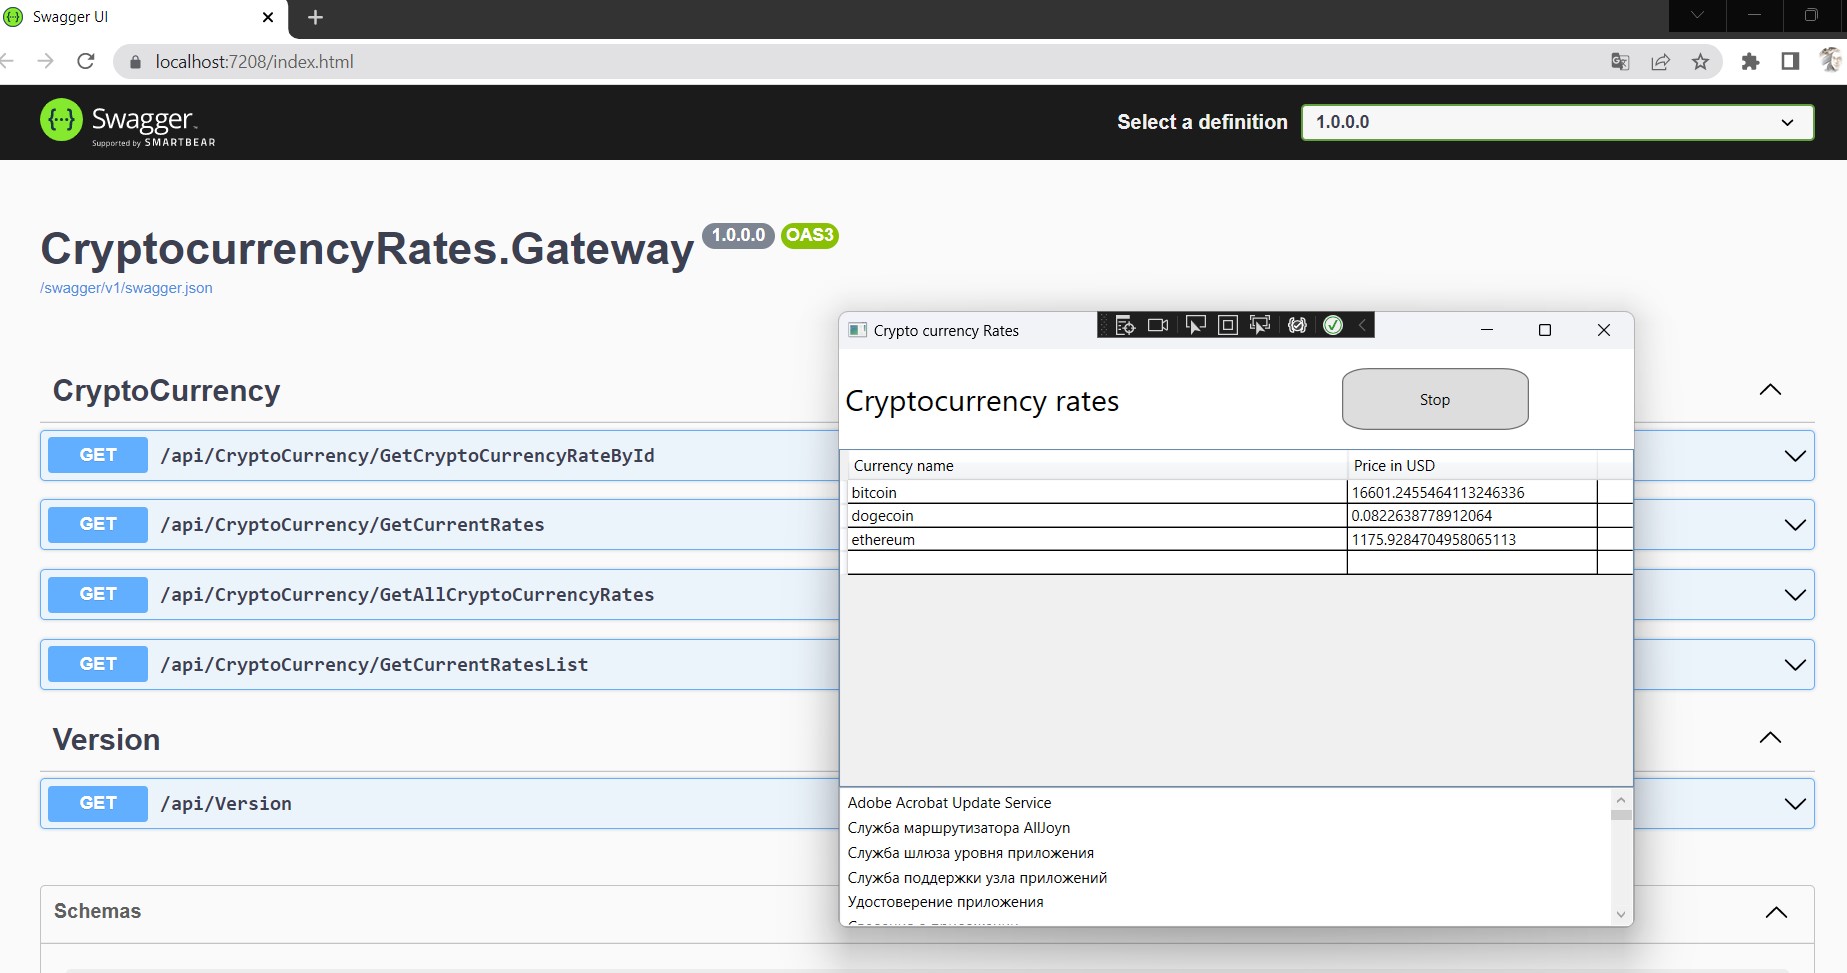 Swagger UI
localhost:7208/index.html
Swagger
Supported by SMARTBEAR
Select a definition
1.0.0.0
CryptocurrencyRates.Gateway 1.0.0.0 OAS3
/swagger/v1/swagger.json
CryptoCurrency
GET /api/CryptoCurrency/GetCryptoCurrencyRateById
GET /api/CryptoCurrency/GetCurrentRates
GET /api/CryptoCurrency/GetAllCryptoCurrencyRates
GET /api/CryptoCurrency/GetCurrentRatesList
Version
GET /api/Version
Schemas
Crypto currency Rates
Cryptocurrency rates
Stop
Currency name Price in USD
bitcoin 16601.2455464113246336
dogecoin 0.0822638778912064
ethereum 1175.9284704958065113
Adobe Acrobat Update Service
Служба маршрутизатора AllJoyn
Служба шлюза уровня приложения
Служба поддержки узла приложений
Удостоверение приложения